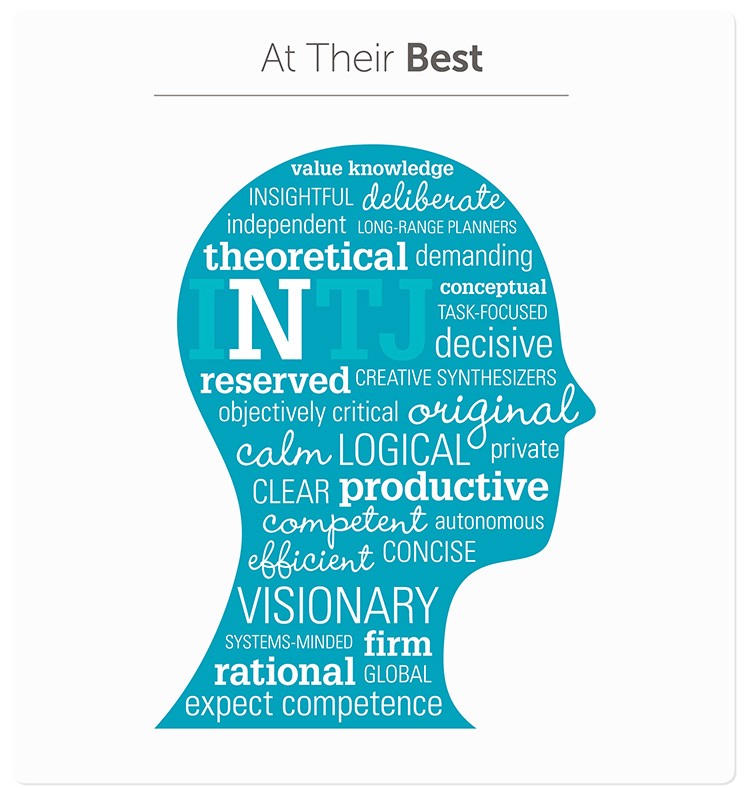 At Their Best
value knowledge
INSIGHTFUL deliberate
independent LONG-RANGE PLANNERS
theoretical demanding
INTJ conceptual
TASK-FOCUSED
decisive
reserved CREATIVE SYNTHESIZERS
objectively critical original
calm LOGICAL private
CLEAR productive
competent autonomous
efficient CONCISE
VISIONARY
SYSTEMS-MINDED firm
rational GLOBAL
expect competence